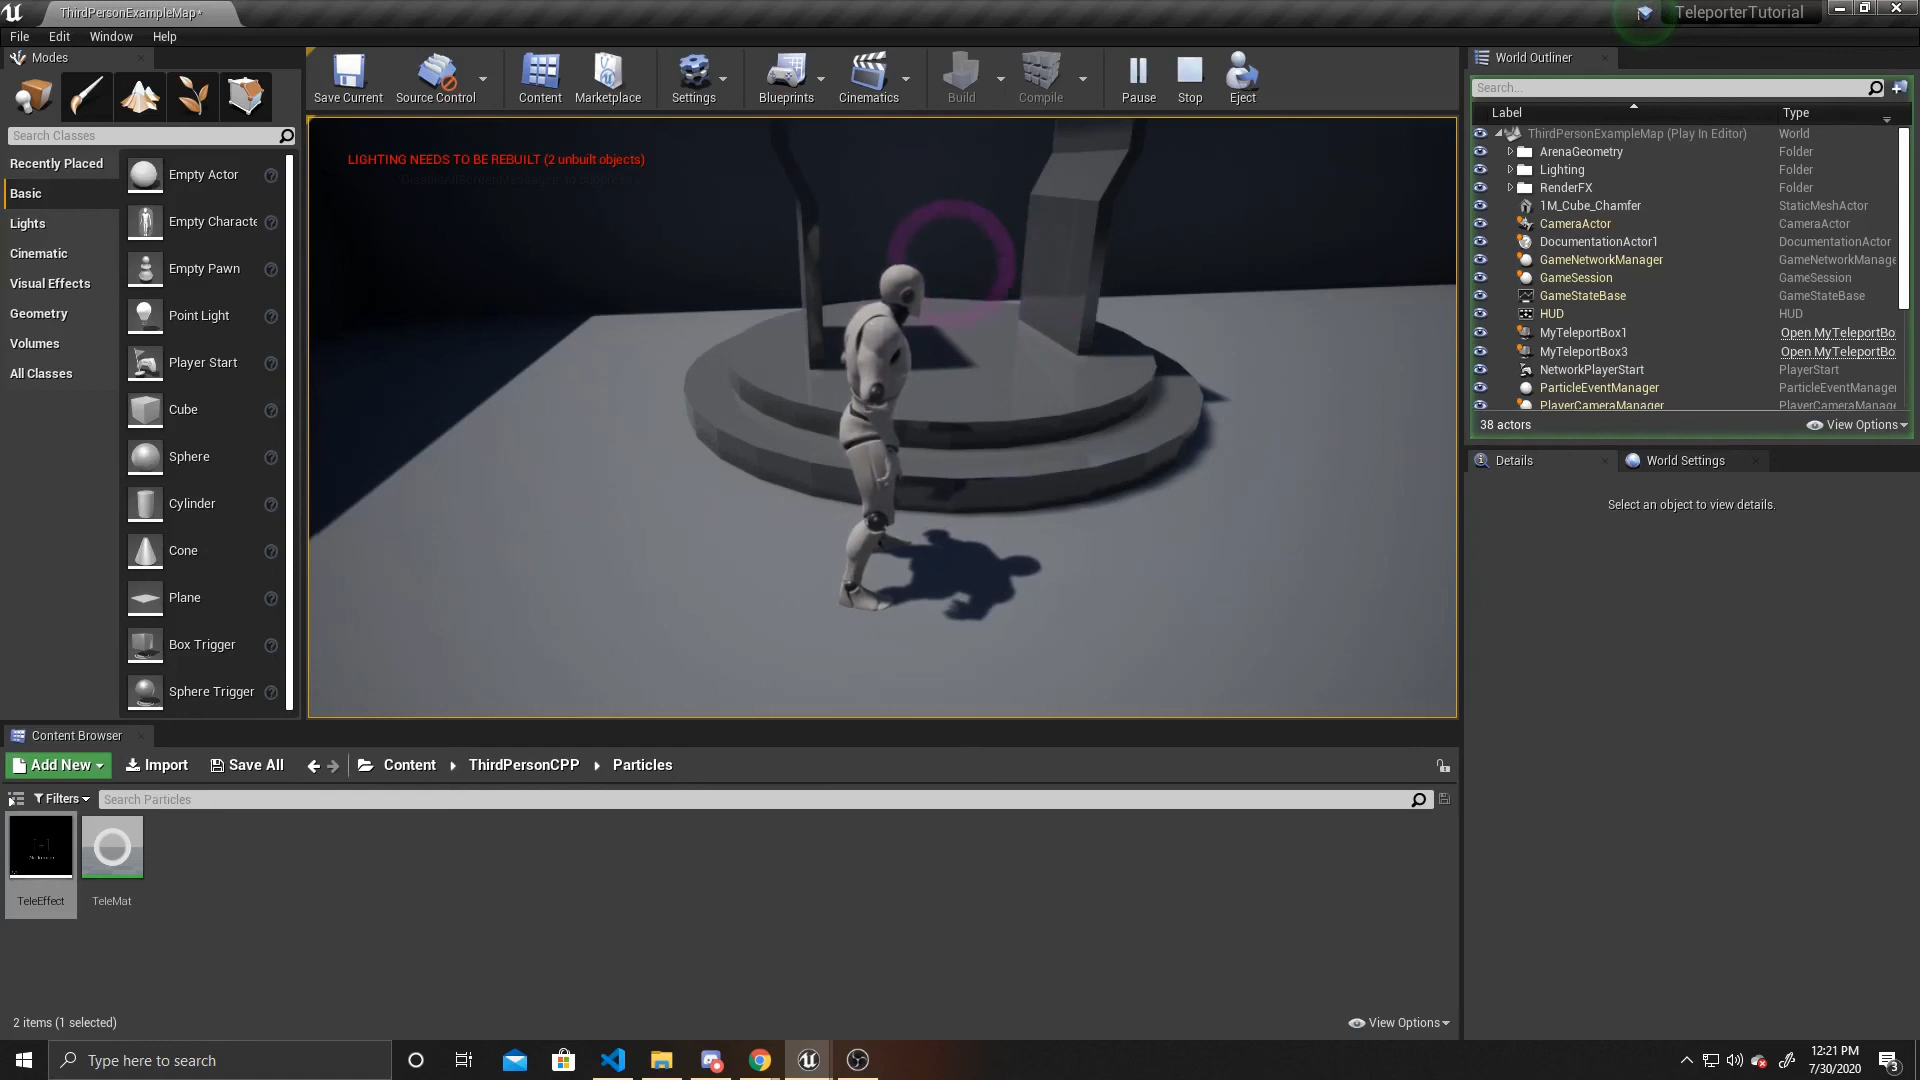 ThirdPersonExampleMap*
TeleporterTutorial
File Edit Window Help
Modes
Save Current
Source Control
Content
Marketplace
Settings
Blueprints
Cinematics
Build
Compile
Pause
Stop
Eject
Search Classes
Recently Placed
Basic
Lights
Cinematic
Visual Effects
Geometry
Volumes
All Classes
Empty Actor
Empty Characte
Empty Pawn
Point Light
Player Start
Cube
Sphere
Cylinder
Cone
Plane
Box Trigger
Sphere Trigger
LIGHTING NEEDS TO BE REBUILT (2 unbuilt objects)
World Outliner
Search...
Label Type
ThirdPersonExampleMap (Play In Editor) World
ArenaGeometry Folder
Lighting Folder
RenderFX Folder
1M_Cube_Chamfer StaticMeshActor
CameraActor CameraActor
DocumentationActor1 DocumentationActor
GameNetworkManager GameNetworkManage
GameSession GameSession
GameStateBase GameStateBase
HUD HUD
MyTeleportBox1 Open MyTeleportBo
MyTeleportBox3 Open MyTeleportBo
NetworkPlayerStart PlayerStart
ParticleEventManager ParticleEventManager
PlayerCameraManager PlayerCameraManage
38 actors View Options
Details World Settings
Select an object to view details.
Content Browser
Add New Import Save All Content ThirdPersonCPP Particles
Filters Search Particles
TeleEffect TeleMat
2 items (1 selected) View Options
Type here to search
12:21 PM
7/30/2020
3